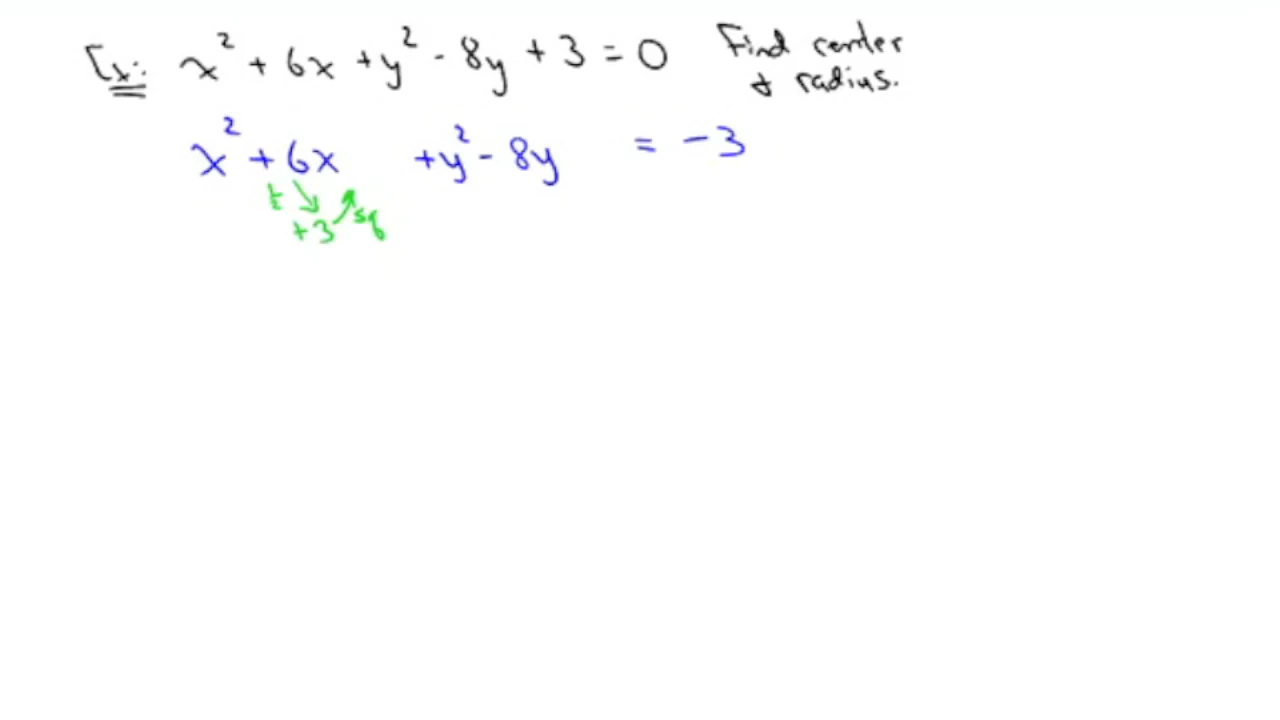 Ex: x² + 6x + y² - 8y + 3 = 0 Find center
& radius.
x² + 6x + y² - 8y = -3
½ sq
+3